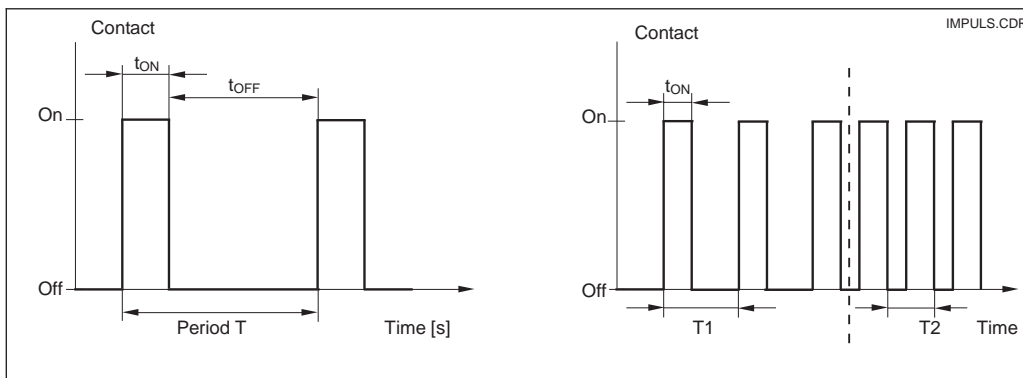 Contact
tON
tOFF
On
Off
Period T
Time [s]
IMPULS.CDR
Contact
tON
On
Off
T1
T2
Time